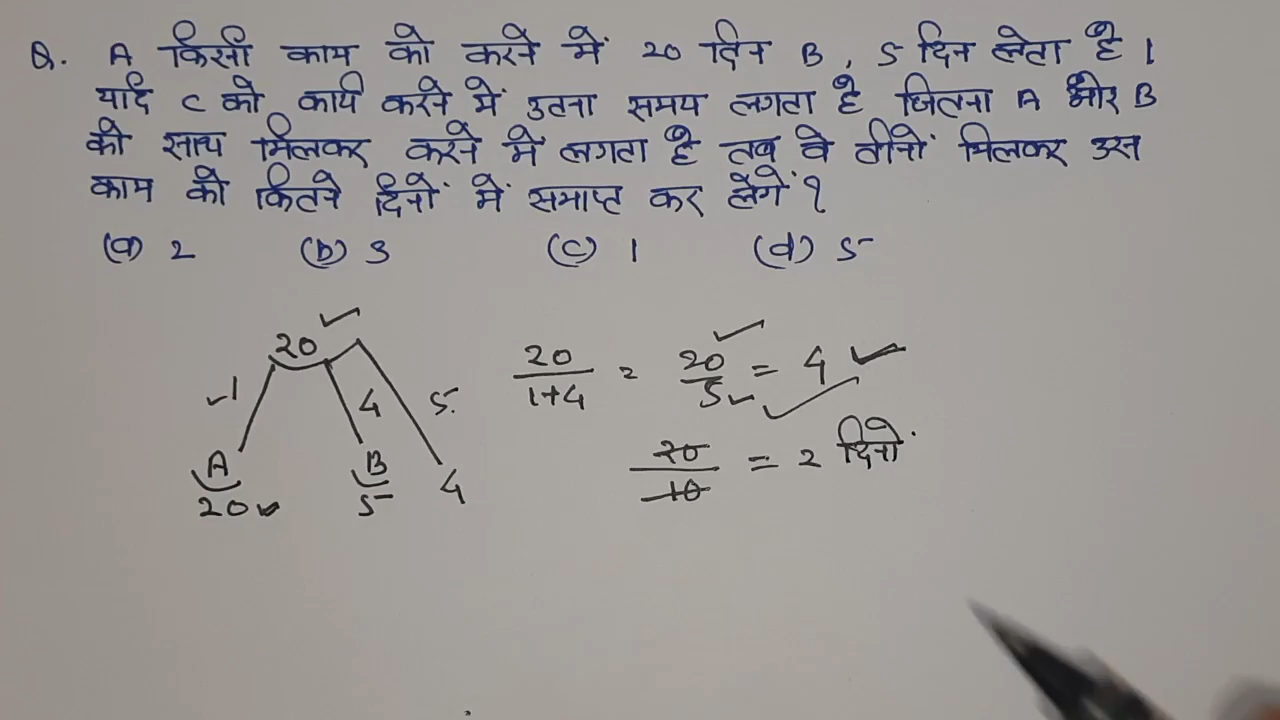 Q. A किसी काम को करने में 20 दिन B, 5 दिन लेता है।
यदि C को कार्य करने में उतना समय लगता है जितना A और B
को साथ मिलकर करने में लगता है तब वे तीनों मिलकर उस
काम को कितने दिनों में समाप्त कर लेंगें?
(a) 2 (b) 3 (c) 1 (d) 5
20
1 4 5
A B 4
20 5
20/1+4 = 20/5 = 4
20/10 = 2 दिनों